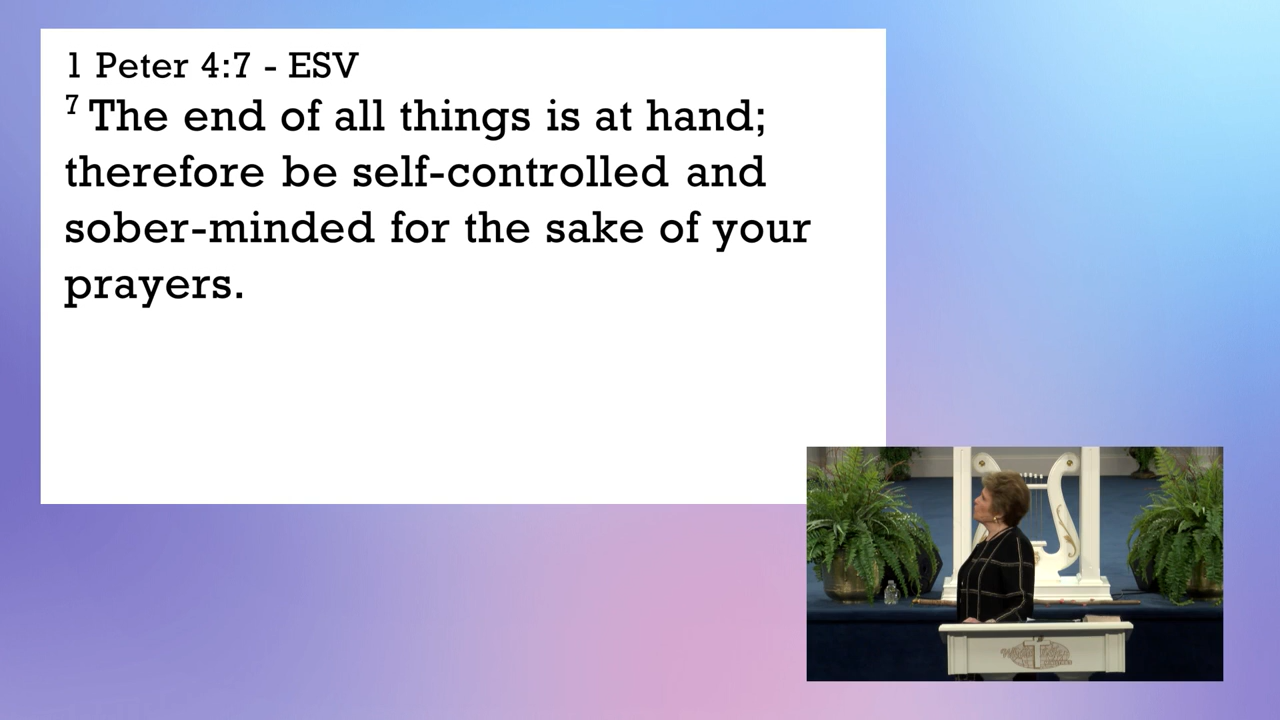 1 Peter 4:7 - ESV
7 The end of all things is at hand;
therefore be self-controlled and
sober-minded for the sake of your
prayers.